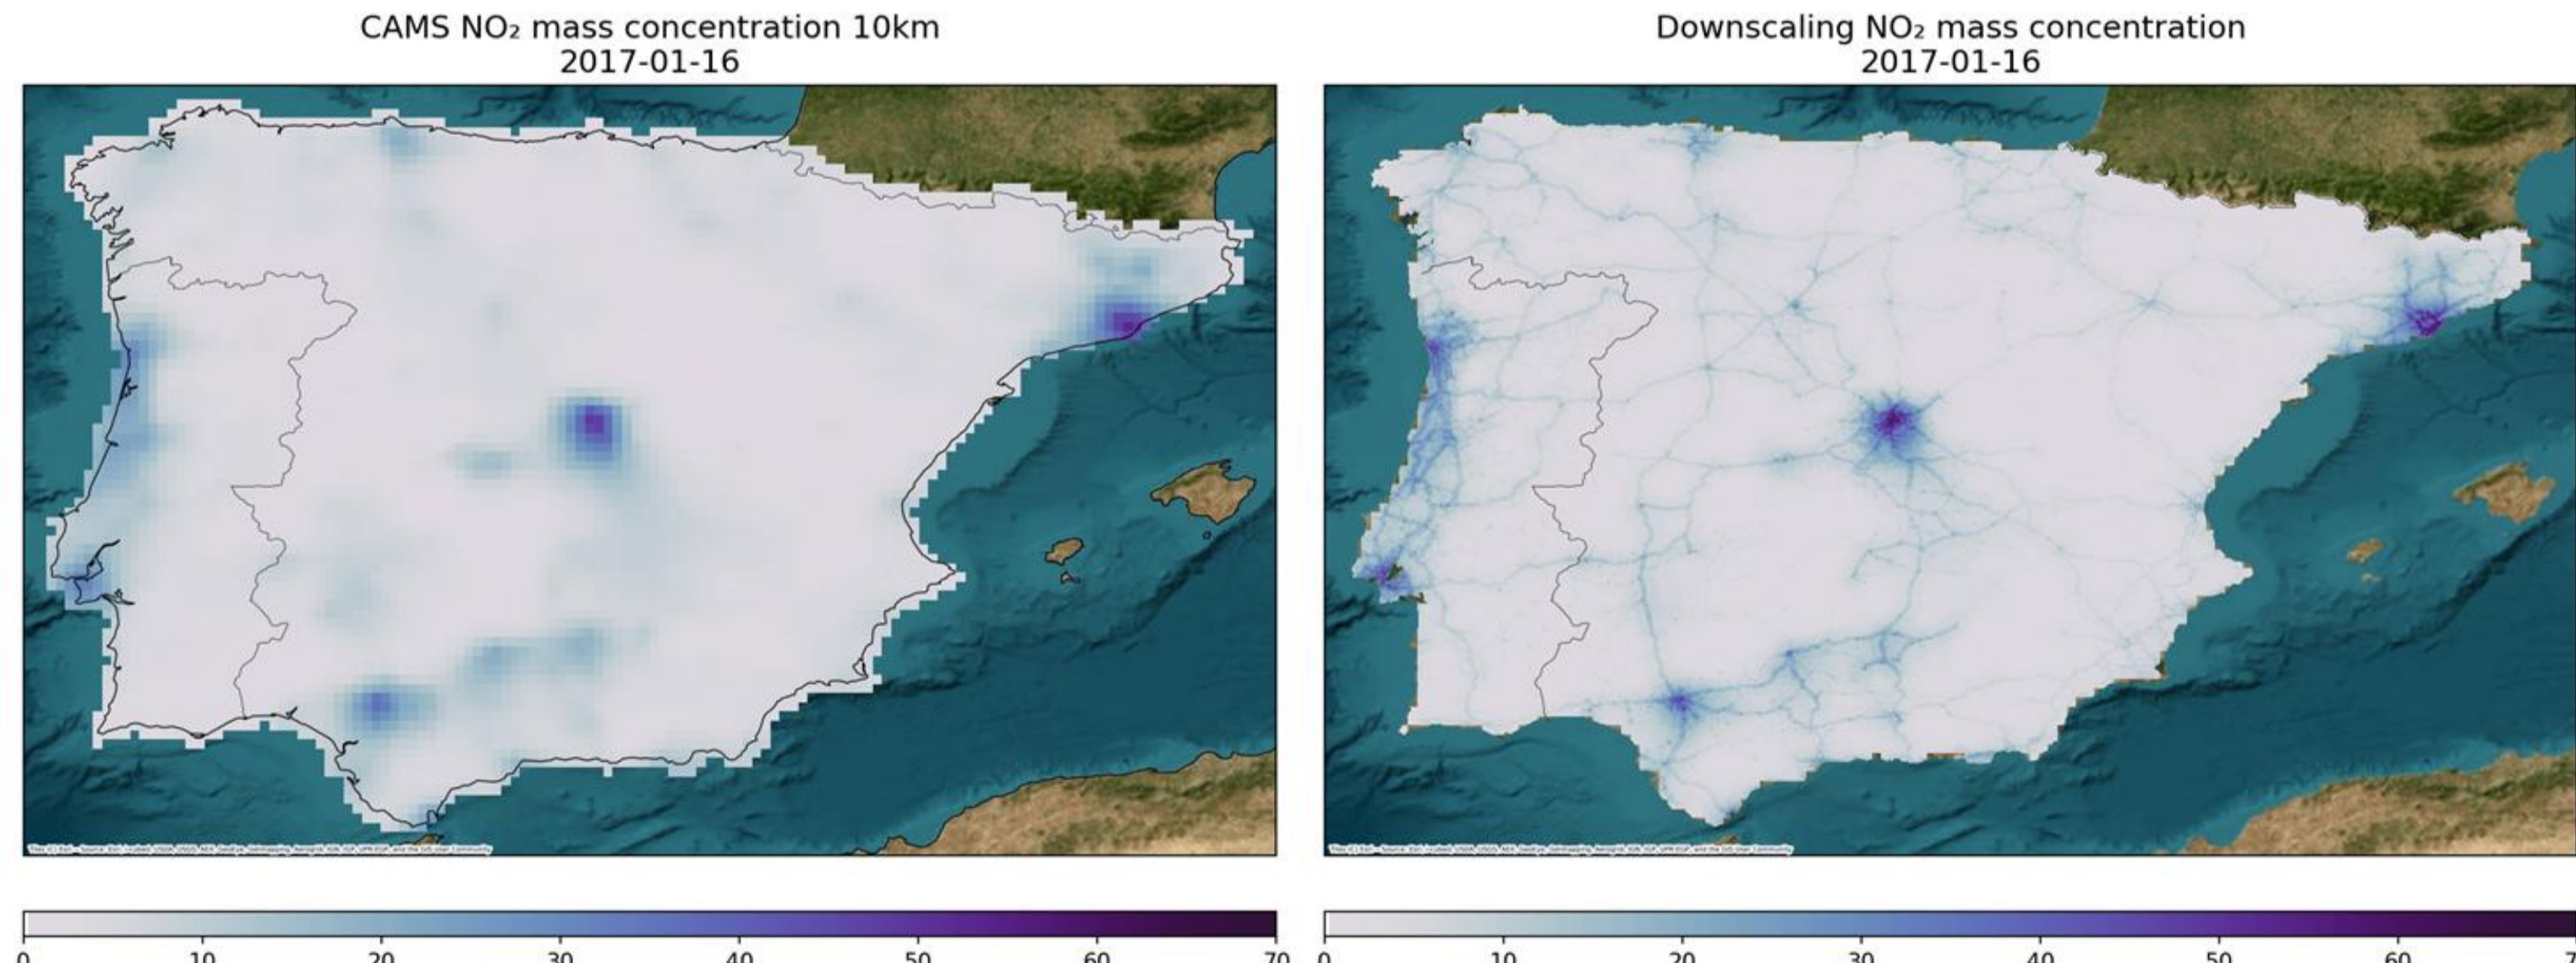 CAMS NO₂ mass concentration 10km
2017-01-16
Downscaling NO₂ mass concentration
2017-01-16
0 10 20 30 40 50 60 70
0 10 20 30 40 50 60